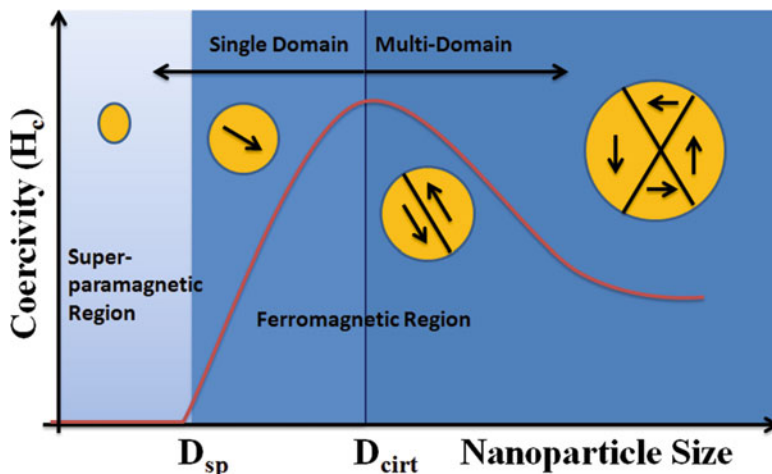 Single Domain
Multi-Domain
Coercivity (Hc)
Super-
paramagnetic
Region
Ferromagnetic Region
Dsp
Dcirt
Nanoparticle Size